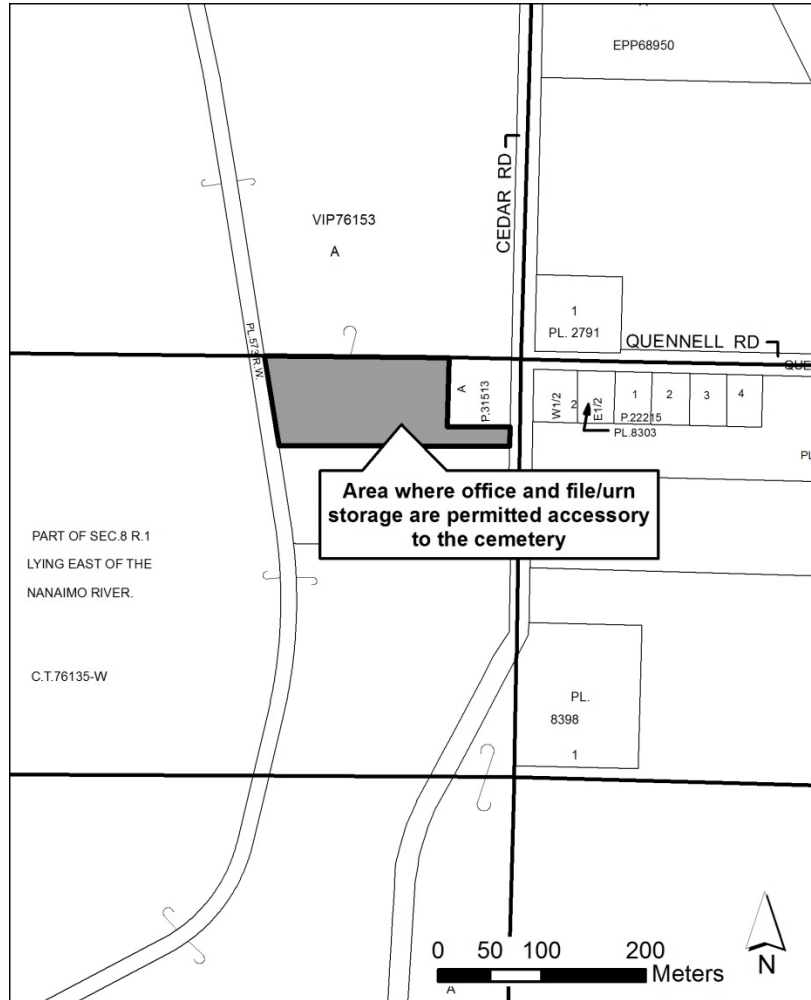 EPP68950
CEDAR RD
VIP76153
A
1
PL. 2791
QUENNELL RD
QUE
PL.573 R.W.
A
P.31513
W1/2
2
E1/2
1
2
3
4
P.22215
PL.8303
PL
Area where office and file/urn
storage are permitted accessory
to the cemetery
PART OF SEC.8 R.1
LYING EAST OF THE
NANAIMO RIVER.
C.T.76135-W
PL.
8398
1
0 50 100 200
Meters
N
A